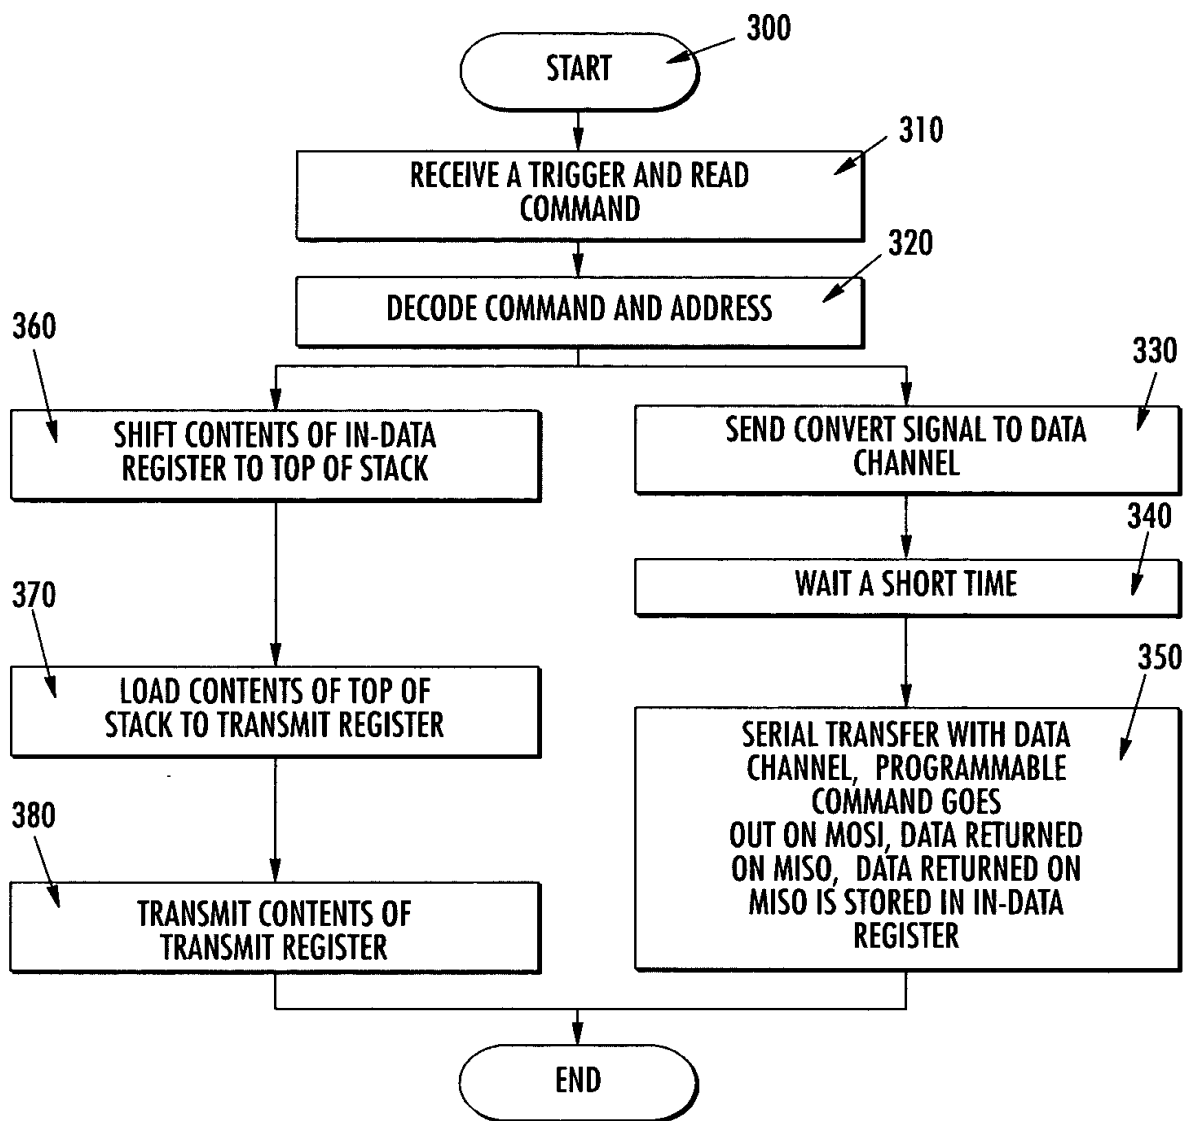 300
START
310
RECEIVE A TRIGGER AND READ
COMMAND
320
DECODE COMMAND AND ADDRESS
360
SHIFT CONTENTS OF IN-DATA
REGISTER TO TOP OF STACK
330
SEND CONVERT SIGNAL TO DATA
CHANNEL
340
WAIT A SHORT TIME
370
LOAD CONTENTS OF TOP OF
STACK TO TRANSMIT REGISTER
350
SERIAL TRANSFER WITH DATA
CHANNEL, PROGRAMMABLE
COMMAND GOES
OUT ON MOSI, DATA RETURNED
ON MISO, DATA RETURNED ON
MISO IS STORED IN IN-DATA
REGISTER
380
TRANSMIT CONTENTS OF
TRANSMIT REGISTER
END